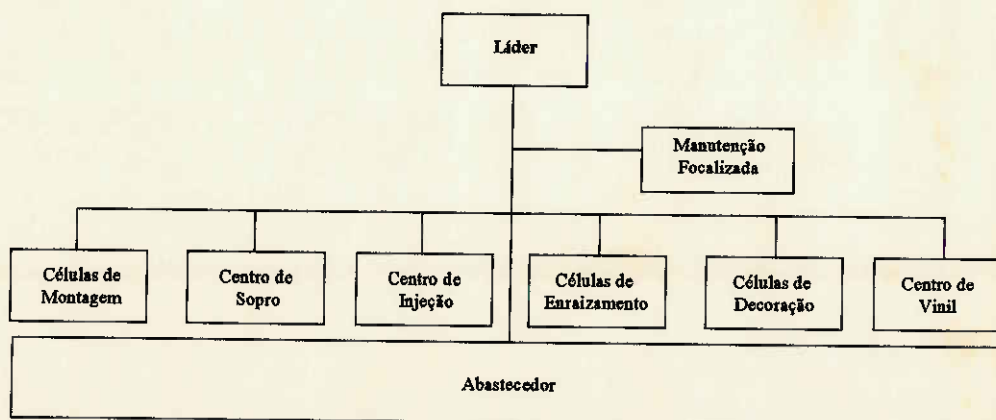 Líder
Manutenção
Focalizada
Células de
Montagem
Centro de
Sopro
Centro de
Injeção
Células de
Enraizamento
Células de
Decoração
Centro de
Vinil
Abastecedor